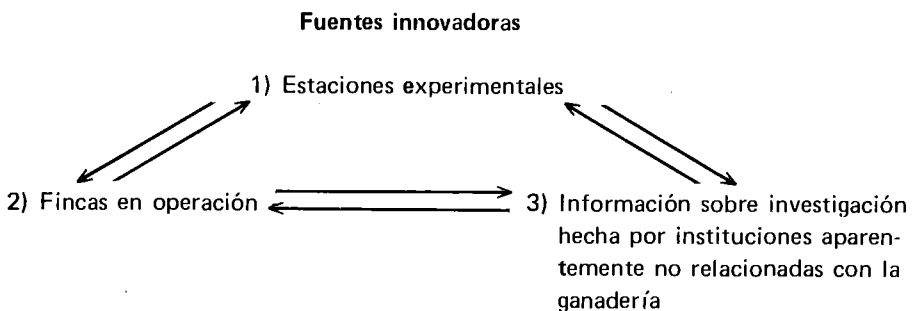 Fuentes innovadoras
1) Estaciones experimentales
2) Fincas en operación
3) Información sobre investigación
hecha por instituciones aparen-
temente no relacionadas con la
ganadería